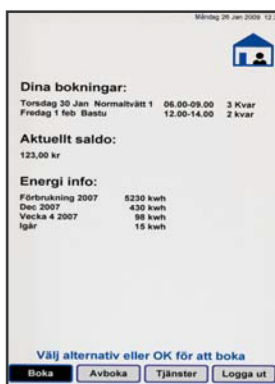 Måndag 26 Jan 2009 12.
Dina bokningar:
Torsdag 30 Jan Normaltvätt 1 06.00-09.00 3 Kvar
Fredag 1 feb Bastu 12.00-14.00 2 kvar
Aktuellt saldo:
123,00 kr
Energi info:
Förbrukning 2007 5230 kwh
Dec 2007 430 kwh
Vecka 4 2007 98 kwh
Igår 15 kwh
Välj alternativ eller OK för att boka
Boka Avboka Tjänster Logga ut